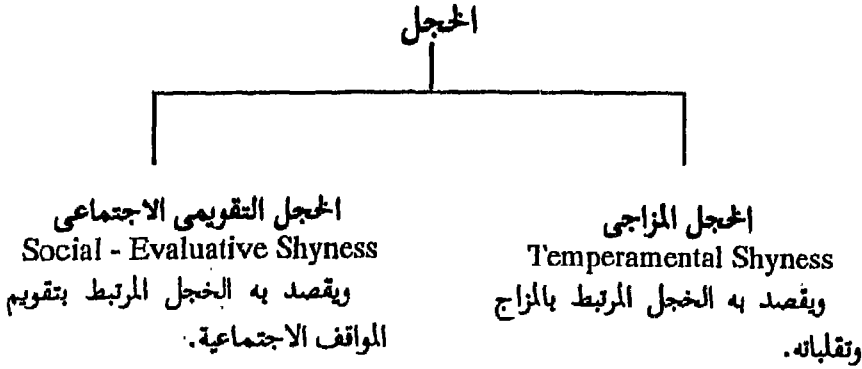 الخجل
الخجل المزاجى
Temperamental Shyness
ويقصد به الخجل المرتبط بالمزاج
وتقلباته.
الخجل التقويمى الاجتماعى
Social - Evaluative Shyness
ويقصد به الخجل المرتبط بتقويم
المواقف الاجتماعية.